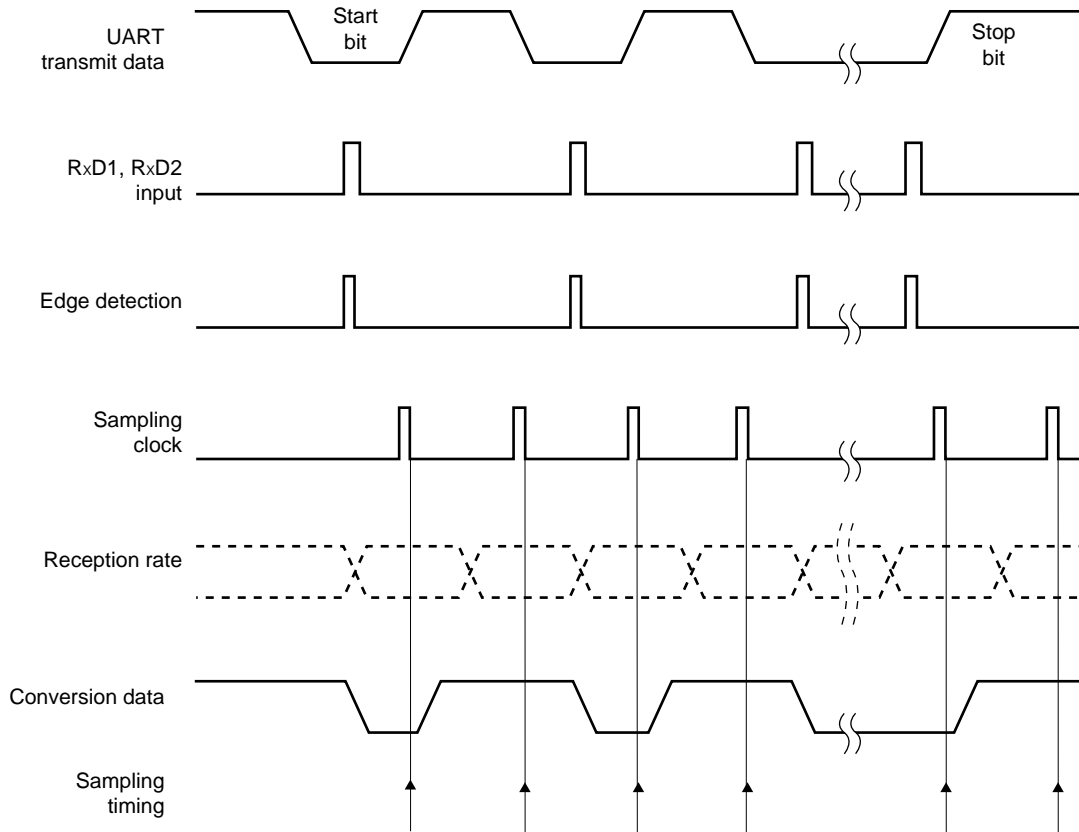 UART
transmit data
Start
bit
Stop
bit
RxD1, RxD2
input
Edge detection
Sampling
clock
Reception rate
Conversion data
Sampling
timing